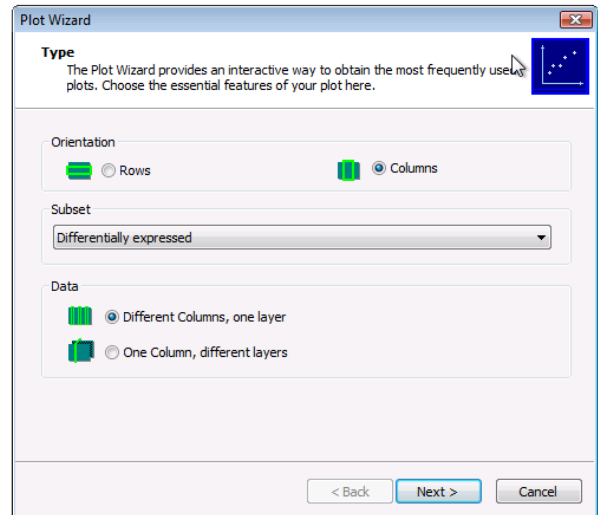 Plot Wizard
Type
The Plot Wizard provides an interactive way to obtain the most frequently used
plots. Choose the essential features of your plot here.
Orientation
Rows
Columns
Subset
Differentially expressed
Data
Different Columns, one layer
One Column, different layers
< Back
Next >
Cancel